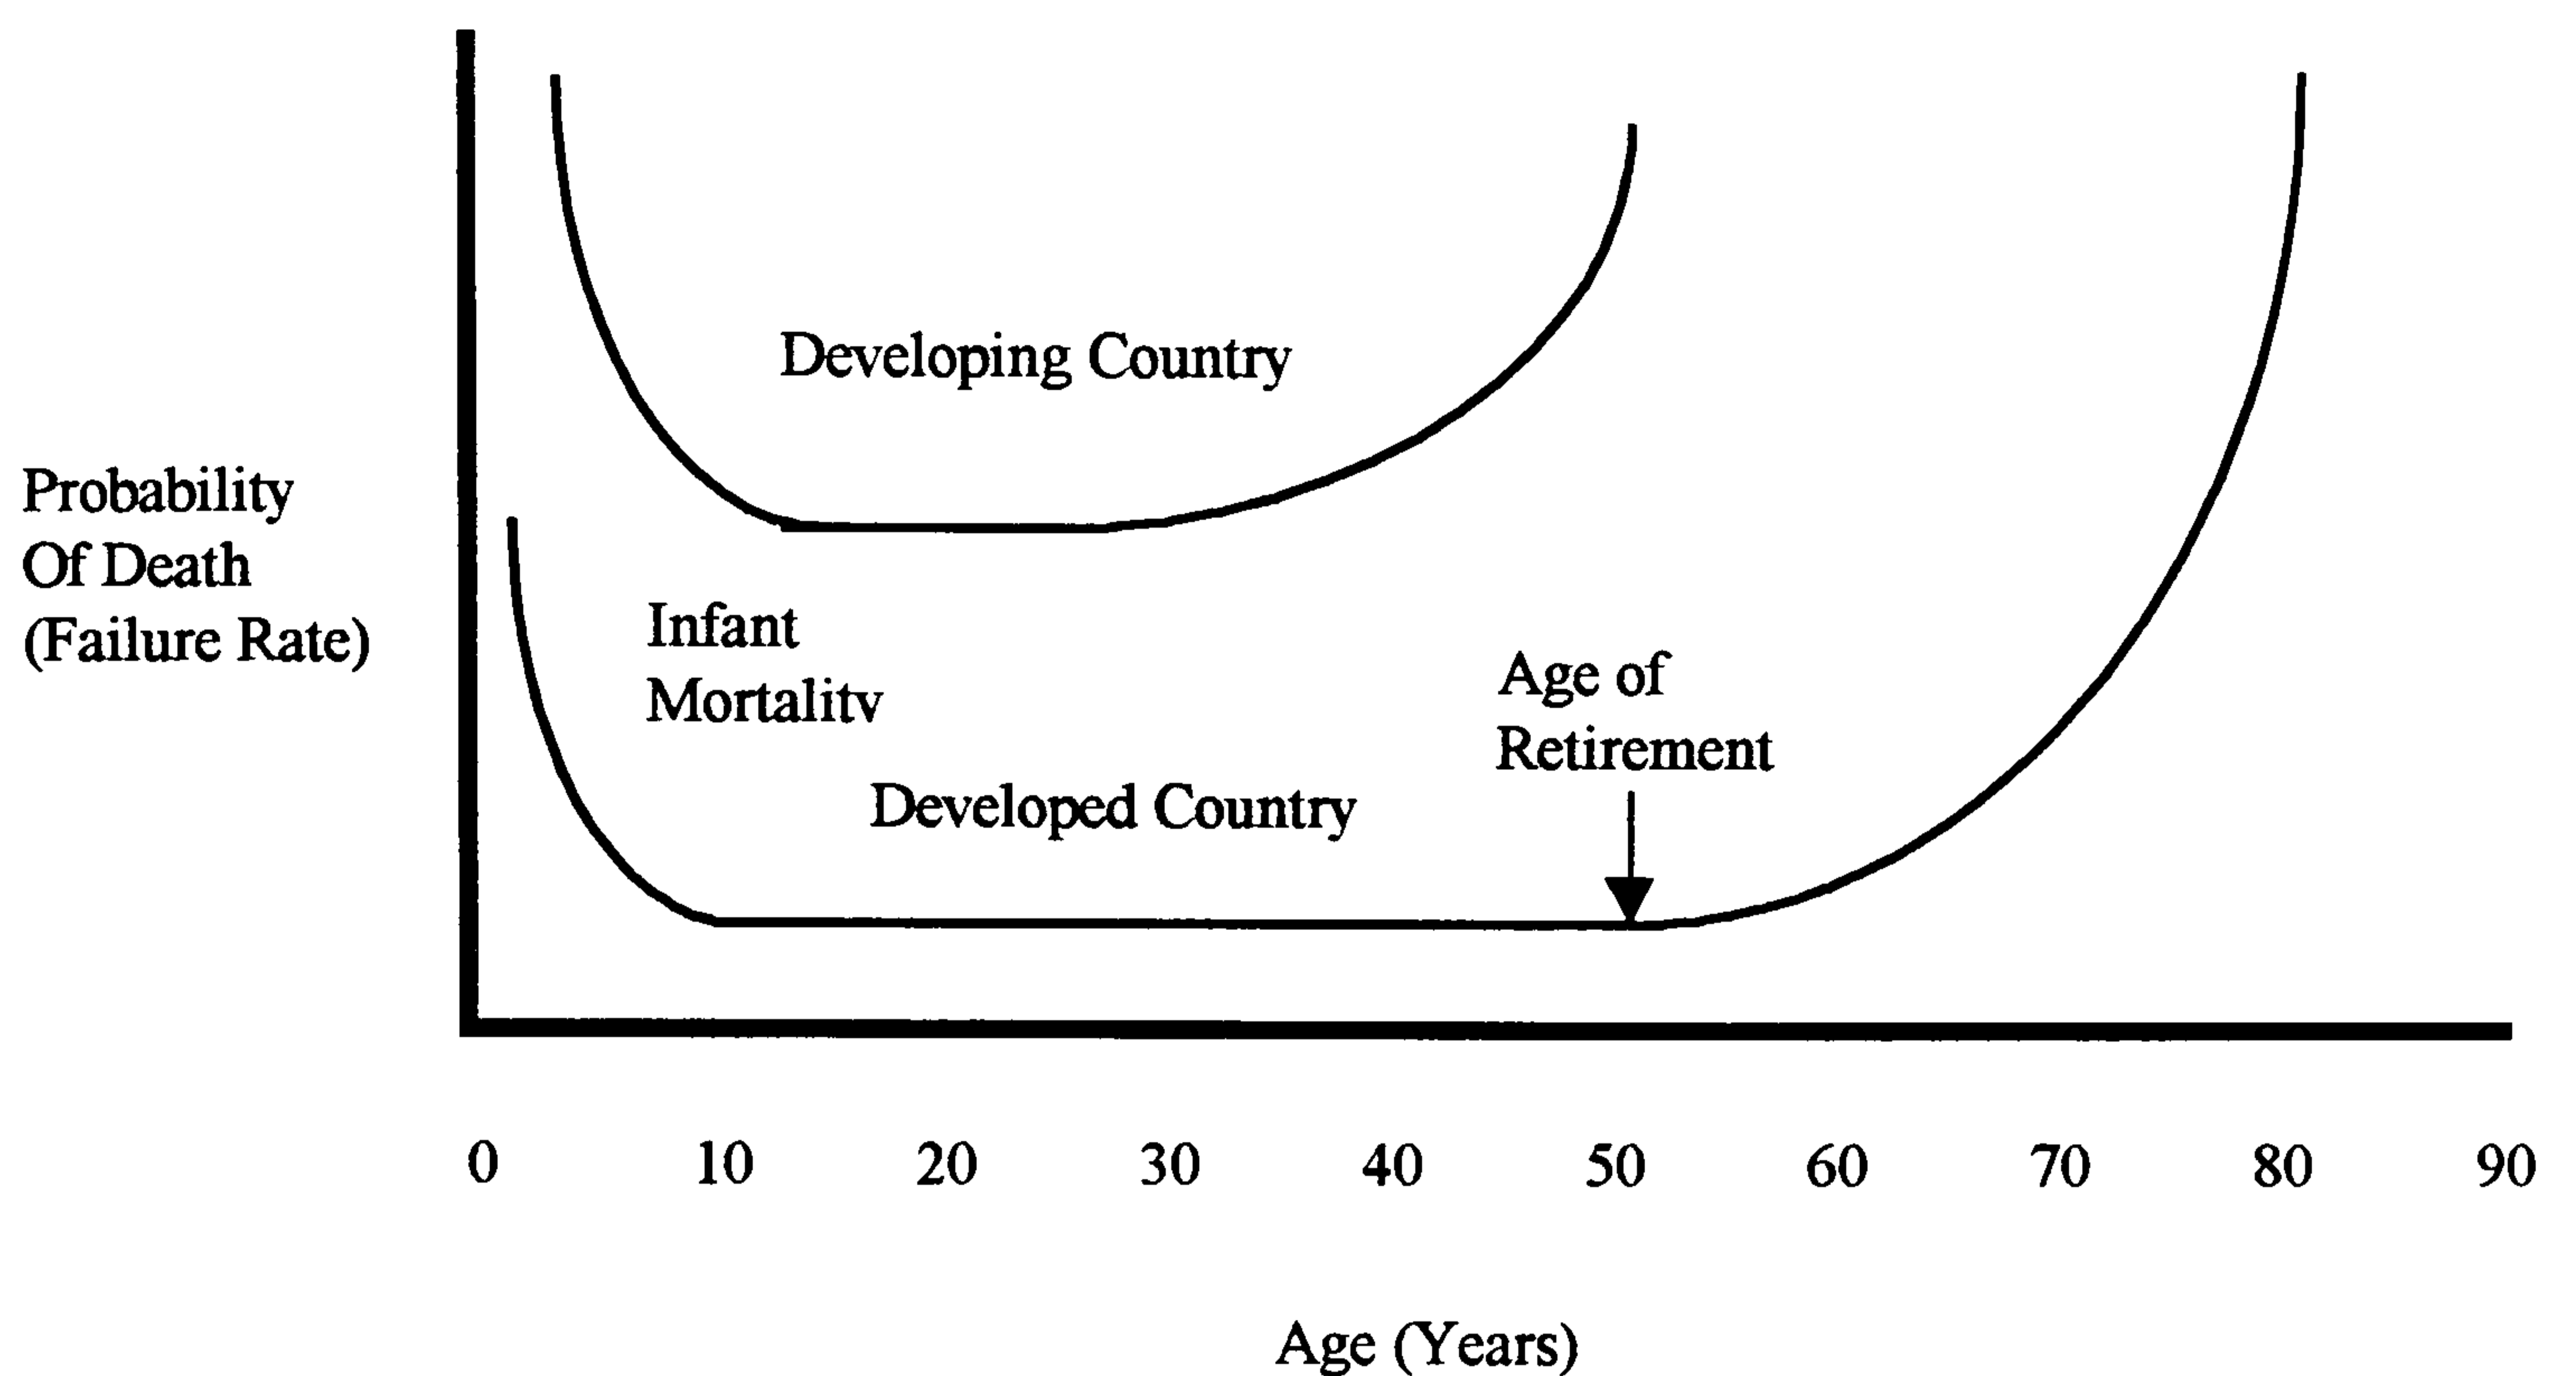 Developing Country
Probability
Of Death
(Failure Rate)
Infant
Mortality
Age of
Retirement
Developed Country
0 10 20 30 40 50 60 70 80 90
Age (Years)